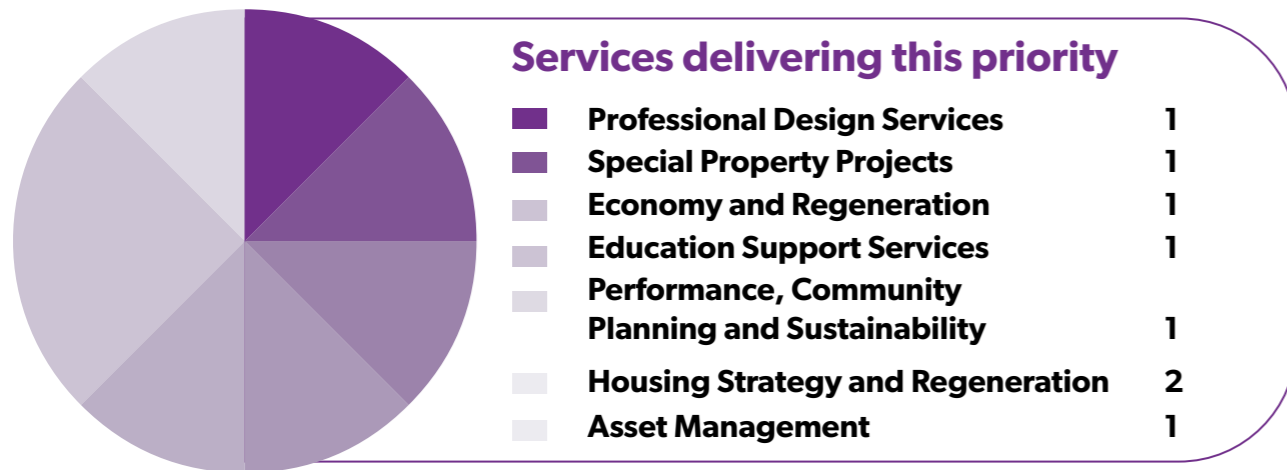 Services delivering this priority
Professional Design Services 1
Special Property Projects 1
Economy and Regeneration 1
Education Support Services 1
Performance, Community
Planning and Sustainability 1
Housing Strategy and Regeneration 2
Asset Management 1